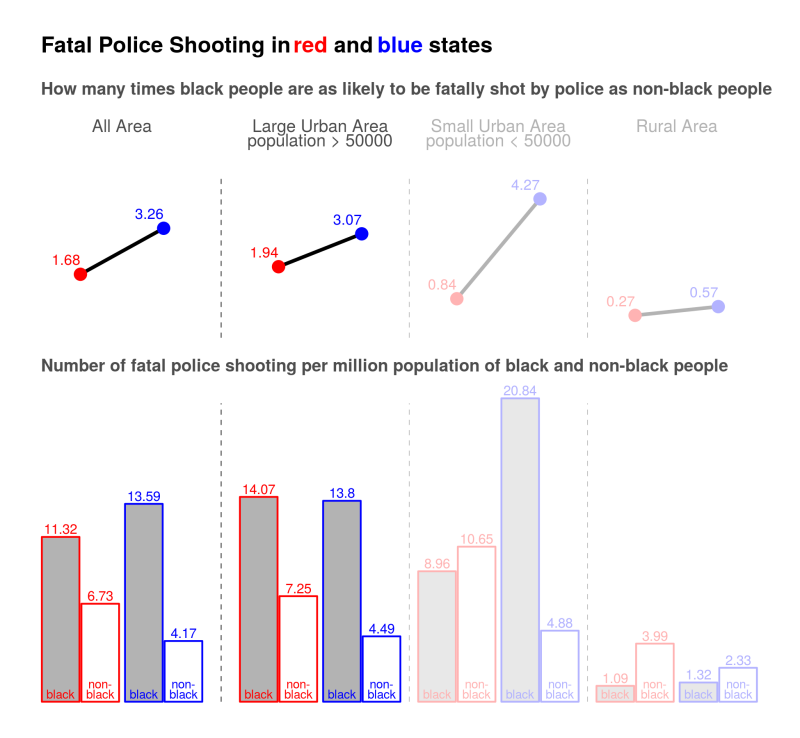 Fatal Police Shooting in red and blue states
How many times black people are as likely to be fatally shot by police as non-black people
All Area
Large Urban Area
population > 50000
Small Urban Area
population < 50000
Rural Area
1.68
3.26
1.94
3.07
0.84
4.27
0.27
0.57
Number of fatal police shooting per million population of black and non-black people
11.32
6.73
13.59
4.17
14.07
7.25
13.8
4.49
8.96
10.65
20.84
4.88
1.09
3.99
1.32
2.33
black
non-
black
black
non-
black
black
non-
black
black
non-
black
black
non-
black
black
non-
black
black
non-
black
black
non-
black